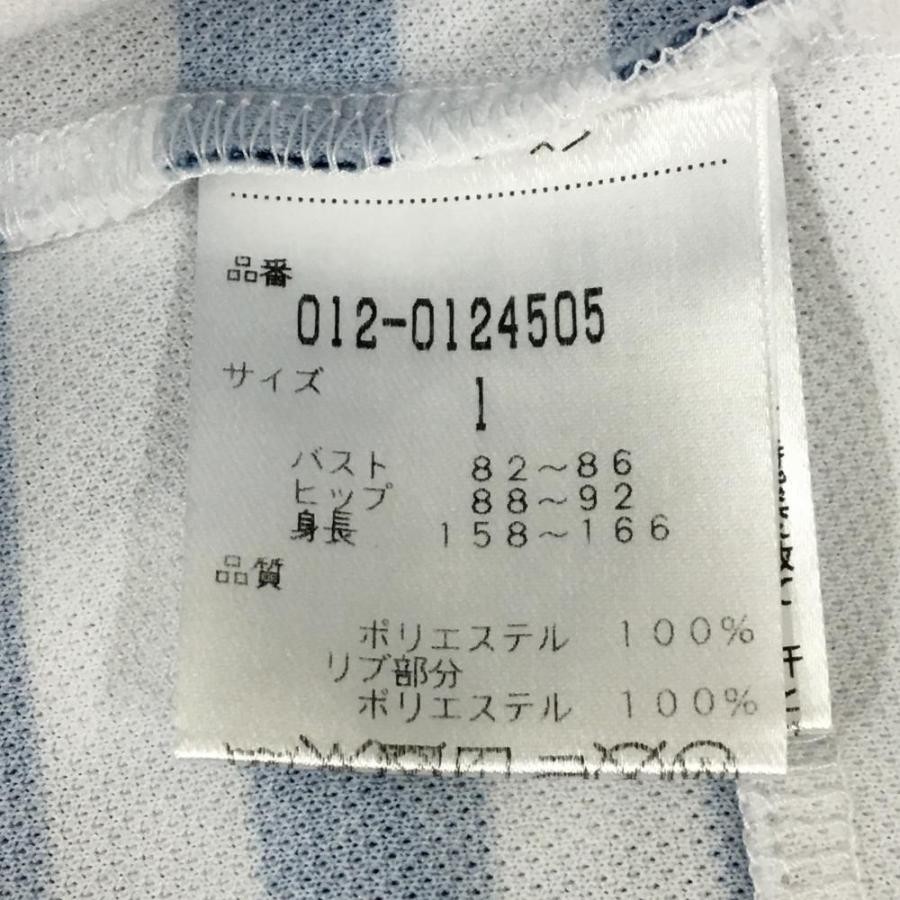 品番
012-0124505
サイズ
1
バスト 82～86
ヒップ 88～92
身長 158～166
品質
ポリエステル 100%
リブ部分
ポリエステル 100%